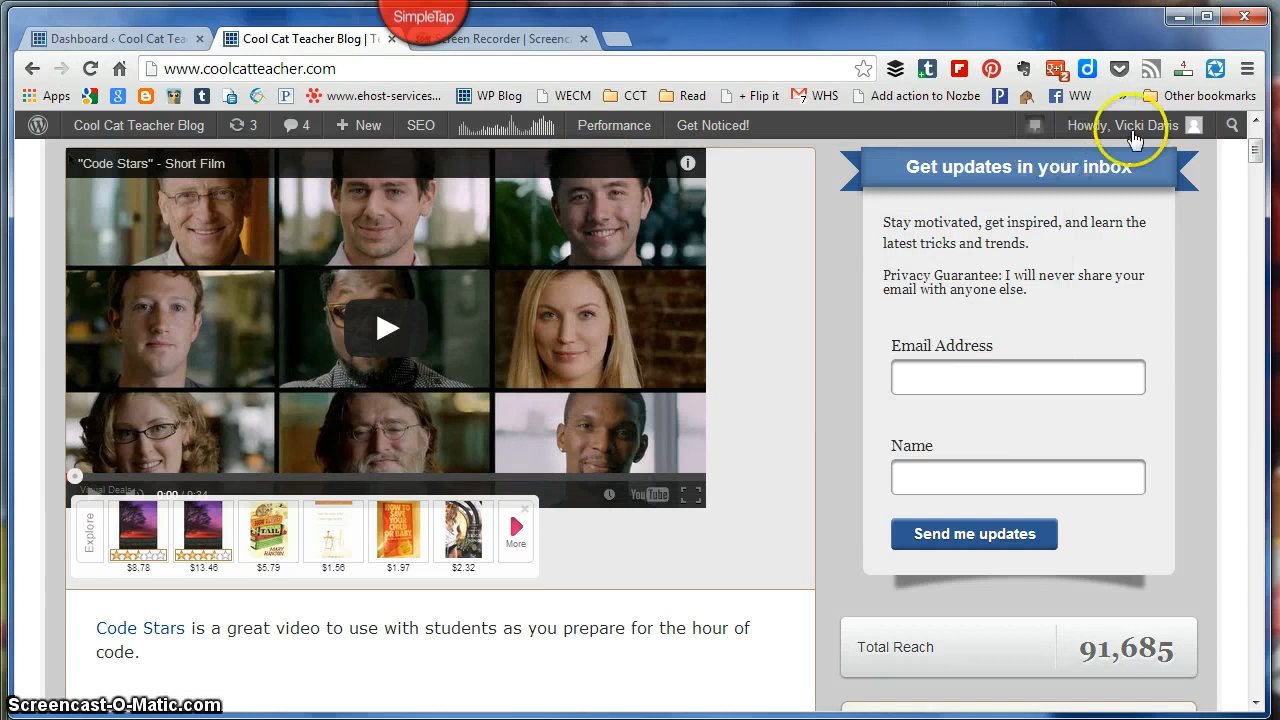 SimpleTap
Dashboard ‹ Cool Cat Tea
Cool Cat Teacher Blog | Te
Screen Recorder | Screenc
www.coolcatteacher.com
4
2
Apps
www.ehost-services...
WP Blog
WECM
CCT
Read
+ Flip it
WHS
Add action to Nozbe
WW
»
Other bookmarks
Cool Cat Teacher Blog
3
4
+ New
SEO
Performance
Get Noticed!
Howdy, Vicki Davis
"Code Stars" - Short Film
Get updates in your inbox
Stay motivated, get inspired, and learn the
latest tricks and trends.
Privacy Guarantee: I will never share your
email with anyone else.
Email Address
Name
Send me updates
Visual Deals
YouTube
Explore
$8.78
$13.46
$5.79
$1.56
$1.97
$2.32
More
Code Stars is a great video to use with students as you prepare for the hour of
code.
Total Reach
91,685
Screencast-O-Matic.com